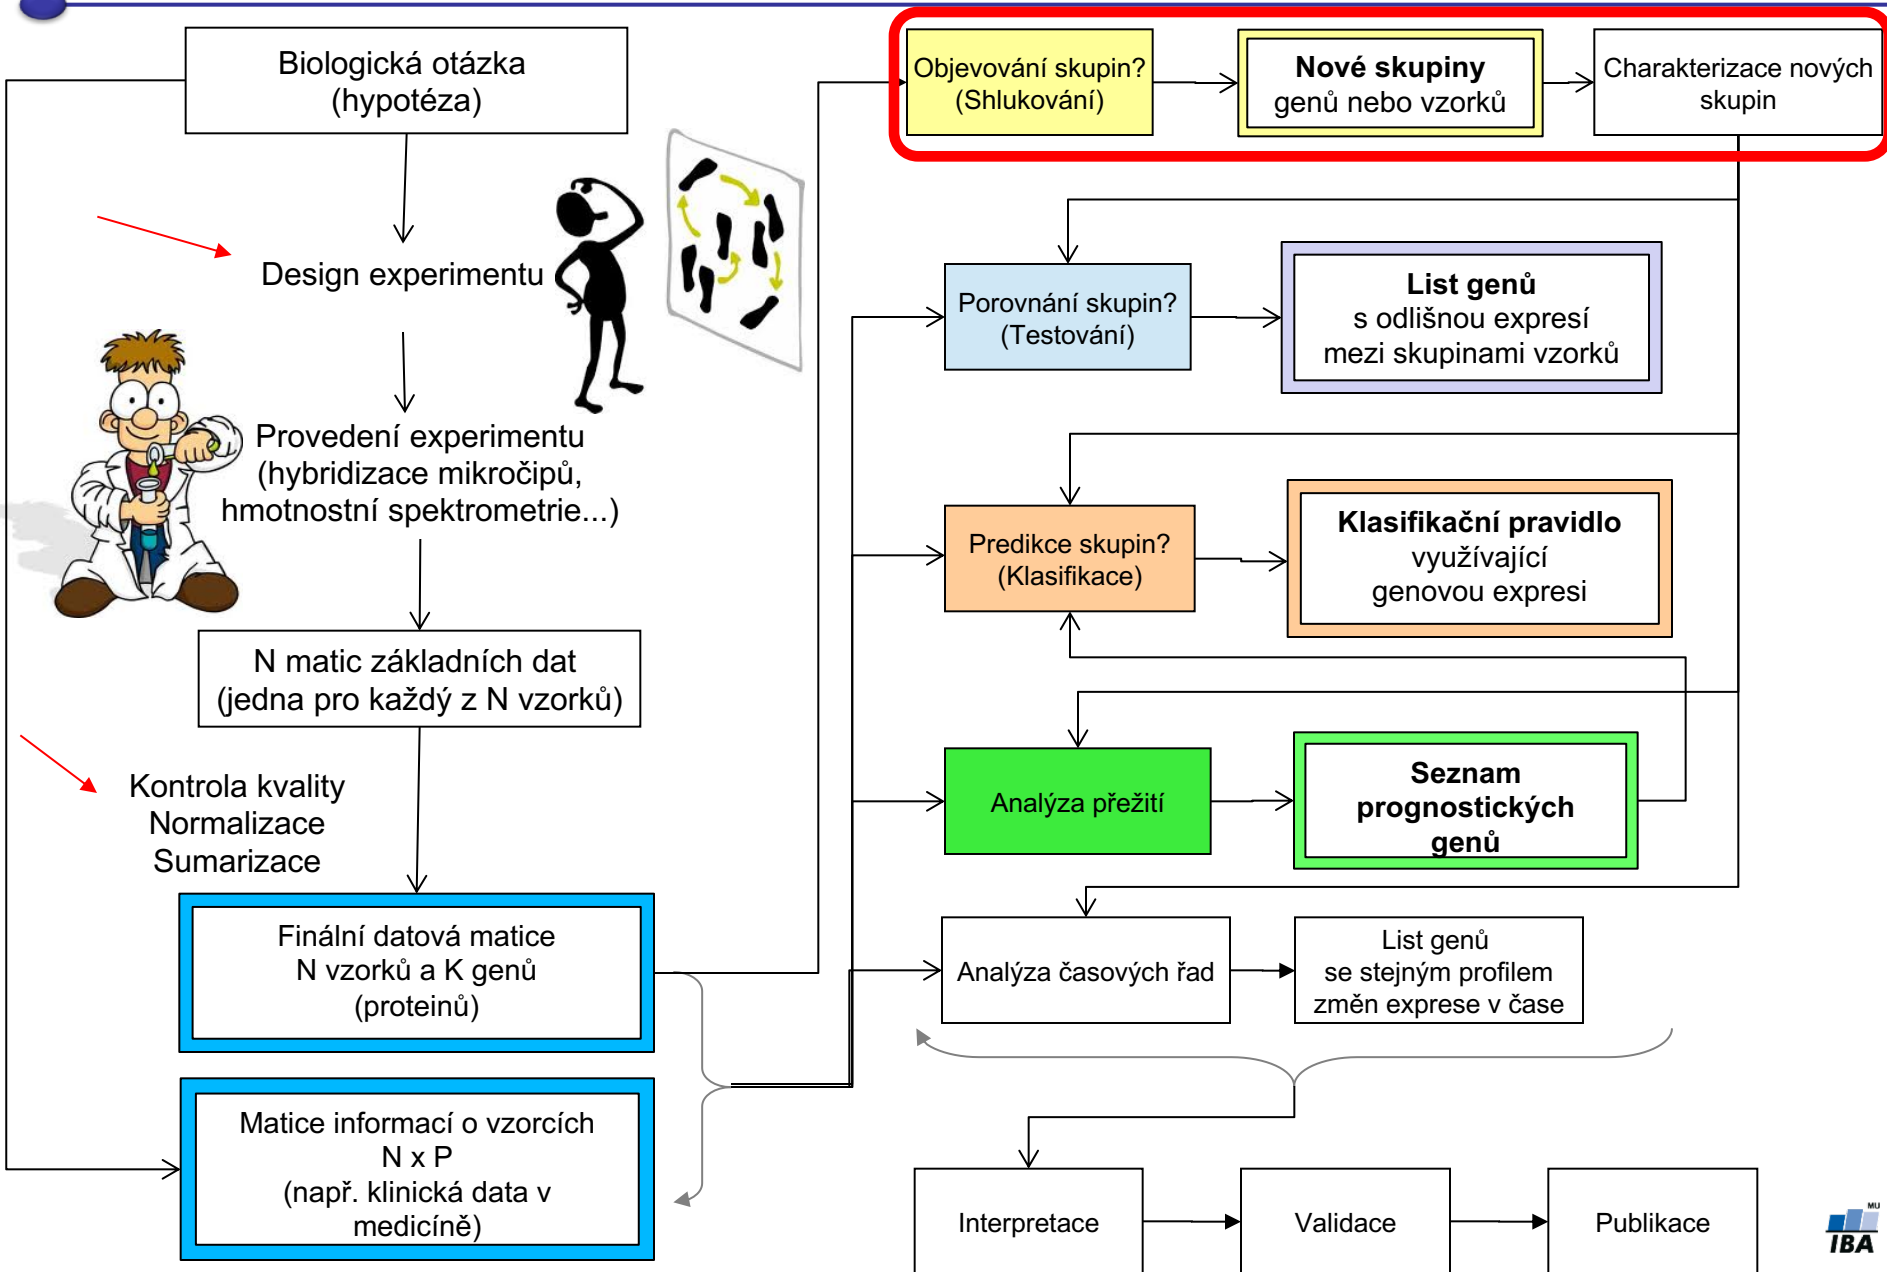 Biologická otázka
(hypotéza)
Design experimentu
Provedení experimentu
(hybridizace mikročipů,
hmotnostní spektrometrie...)
N matic základních dat
(jedna pro každý z N vzorků)
Kontrola kvality
Normalizace
Sumarizace
Finální datová matice
N vzorků a K genů
(proteinů)
Matice informací o vzorcích
N x P
(např. klinická data v
medicíně)
Objevování skupin?
(Shlukování)
Nové skupiny
genů nebo vzorků
Charakterizace nových
skupin
Porovnání skupin?
(Testování)
List genů
s odlišnou expresí
mezi skupinami vzorků
Predikce skupin?
(Klasifikace)
Klasifikační pravidlo
využívající
genovou expresi
Analýza přežití
Seznam
prognostických
genů
Analýza časových řad
List genů
se stejným profilem
změn exprese v čase
Interpretace
Validace
Publikace
MU
IBA